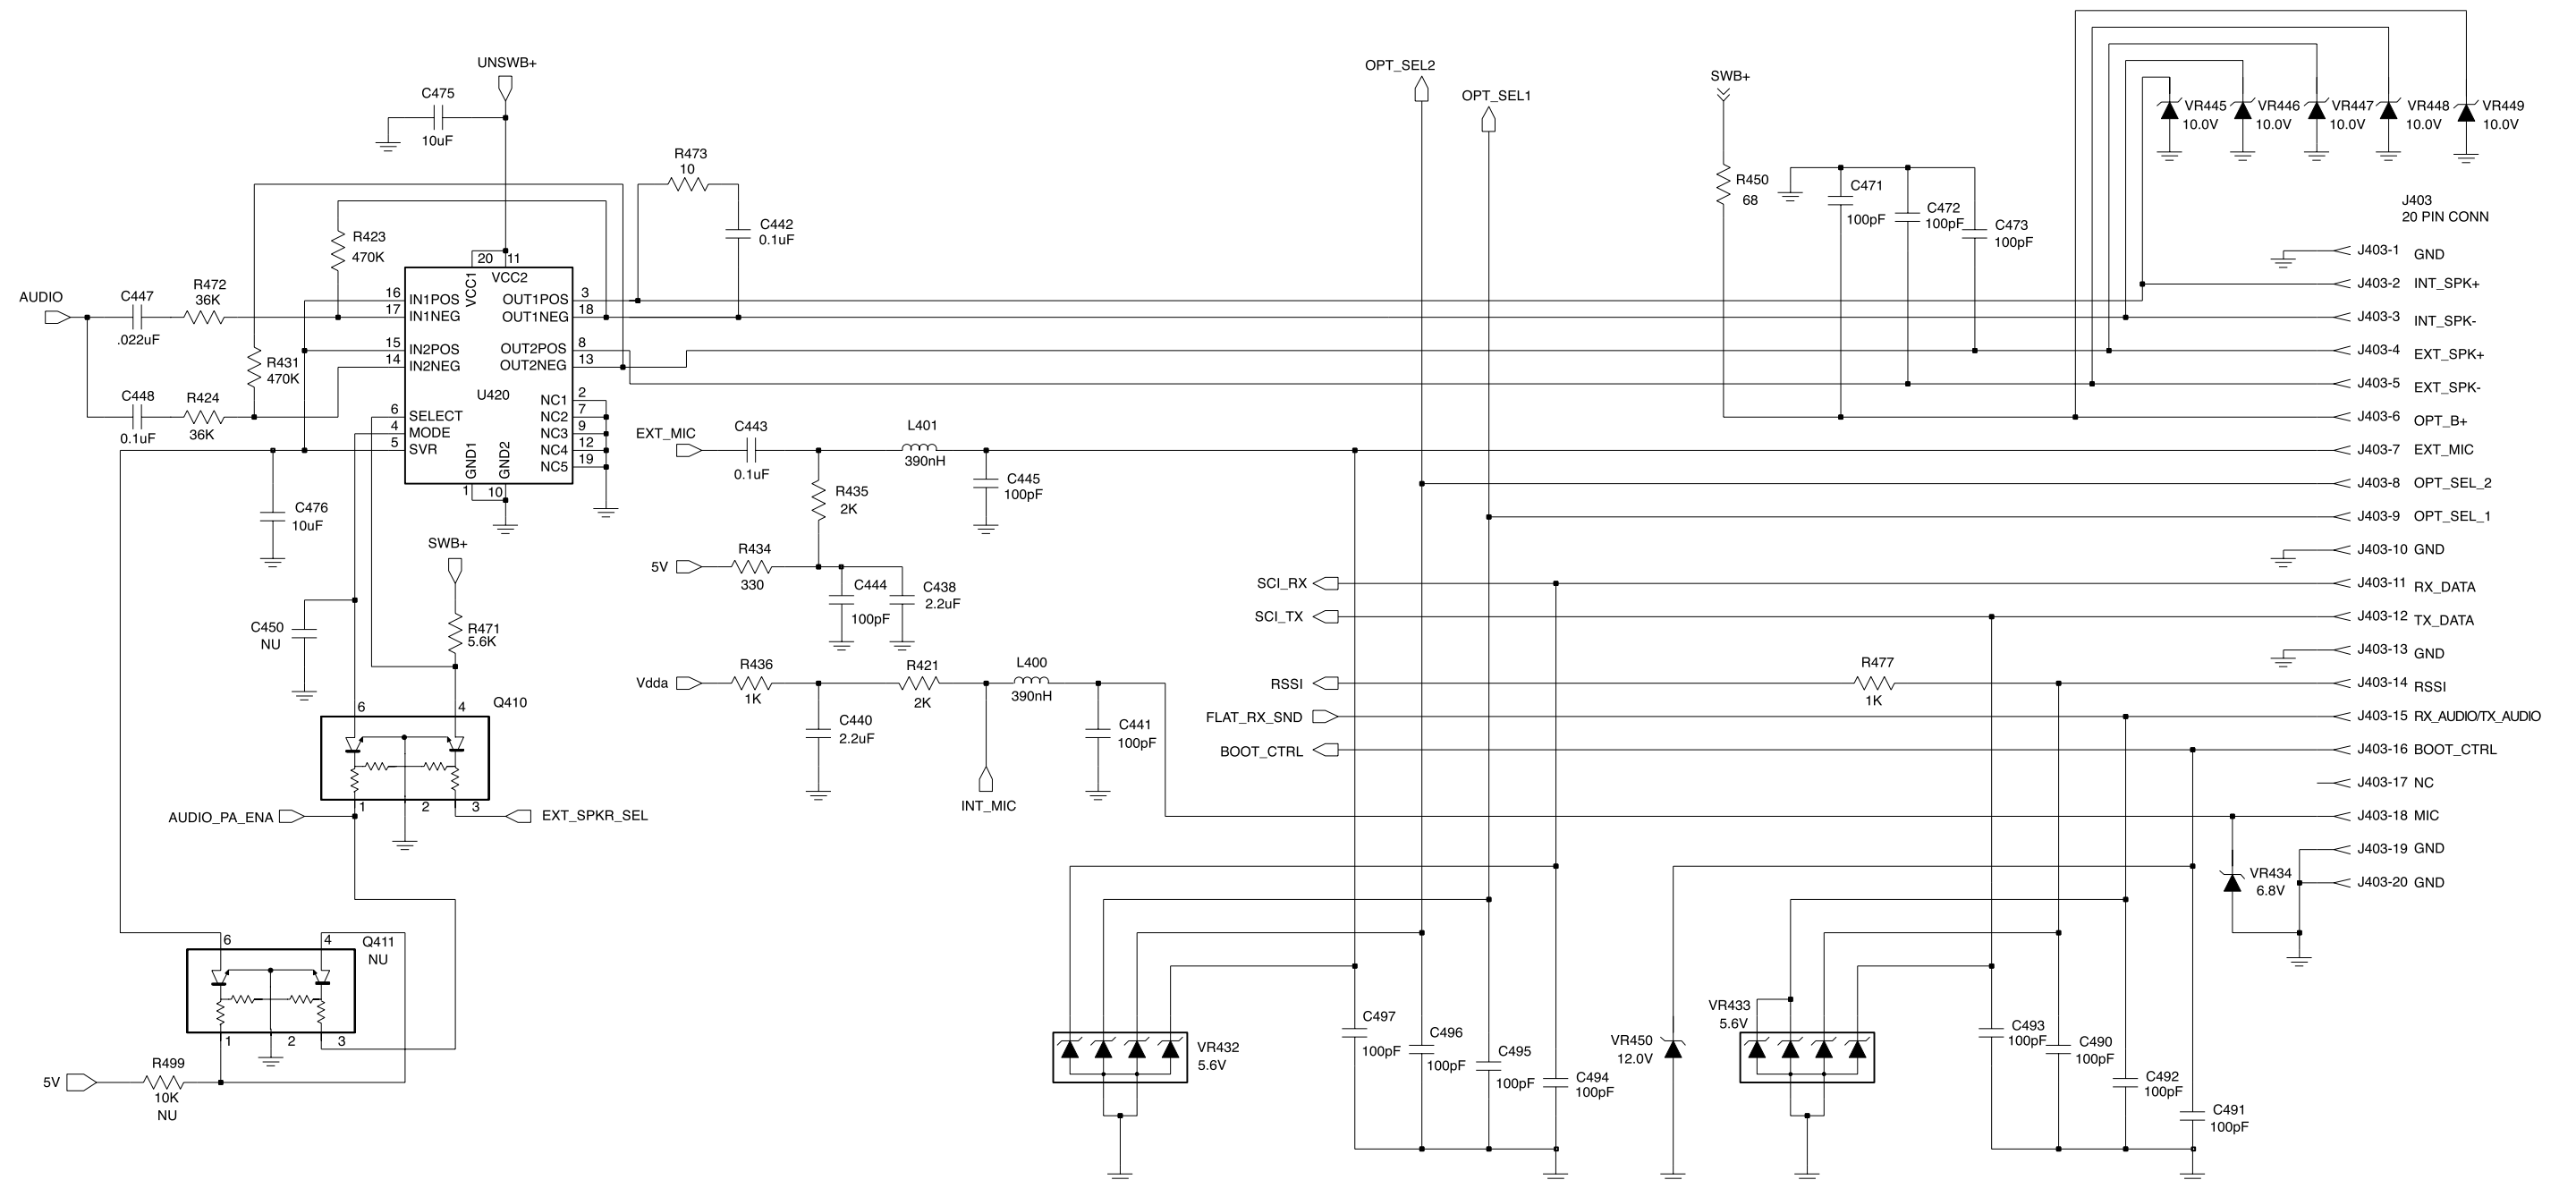 UNSWB+
C475
10uF
R473
10
C442
0.1uF
R423
470K
AUDIO
C447
.022uF
R472
36K
R431
470K
C448
0.1uF
R424
36K
20
11
VCC1
VCC2
16
IN1POS
17
IN1NEG
15
IN2POS
14
IN2NEG
6
SELECT
4
MODE
5
SVR
U420
OUT1POS
3
OUT1NEG
18
OUT2POS
8
OUT2NEG
13
NC1
2
NC2
7
NC3
9
NC4
12
NC5
19
GND1
GND2
1
10
C476
10uF
SWB+
R471
5.6K
C450
NU
Q410
6
4
1
2
3
AUDIO_PA_ENA
EXT_SPKR_SEL
Q411
NU
6
4
1
2
3
5V
R499
10K
NU
EXT_MIC
C443
0.1uF
L401
390nH
C445
100pF
R435
2K
5V
R434
330
C444
100pF
C438
2.2uF
Vdda
R436
1K
C440
2.2uF
R421
2K
L400
390nH
INT_MIC
C441
100pF
OPT_SEL2
OPT_SEL1
SWB+
R450
68
C471
100pF
C472
100pF
C473
100pF
VR445
10.0V
VR446
10.0V
VR447
10.0V
VR448
10.0V
VR449
10.0V
J403
20 PIN CONN
J403-1 GND
J403-2 INT_SPK+
J403-3 INT_SPK-
J403-4 EXT_SPK+
J403-5 EXT_SPK-
J403-6 OPT_B+
J403-7 EXT_MIC
J403-8 OPT_SEL_2
J403-9 OPT_SEL_1
J403-10 GND
J403-11 RX_DATA
J403-12 TX_DATA
J403-13 GND
J403-14 RSSI
J403-15 RX_AUDIO/TX_AUDIO
J403-16 BOOT_CTRL
J403-17 NC
J403-18 MIC
J403-19 GND
J403-20 GND
SCI_RX
SCI_TX
RSSI
FLAT_RX_SND
BOOT_CTRL
R477
1K
VR434
6.8V
VR432
5.6V
C497
100pF
C496
100pF
C495
100pF
C494
100pF
VR450
12.0V
VR433
5.6V
C493
100pF
C490
100pF
C492
100pF
C491
100pF